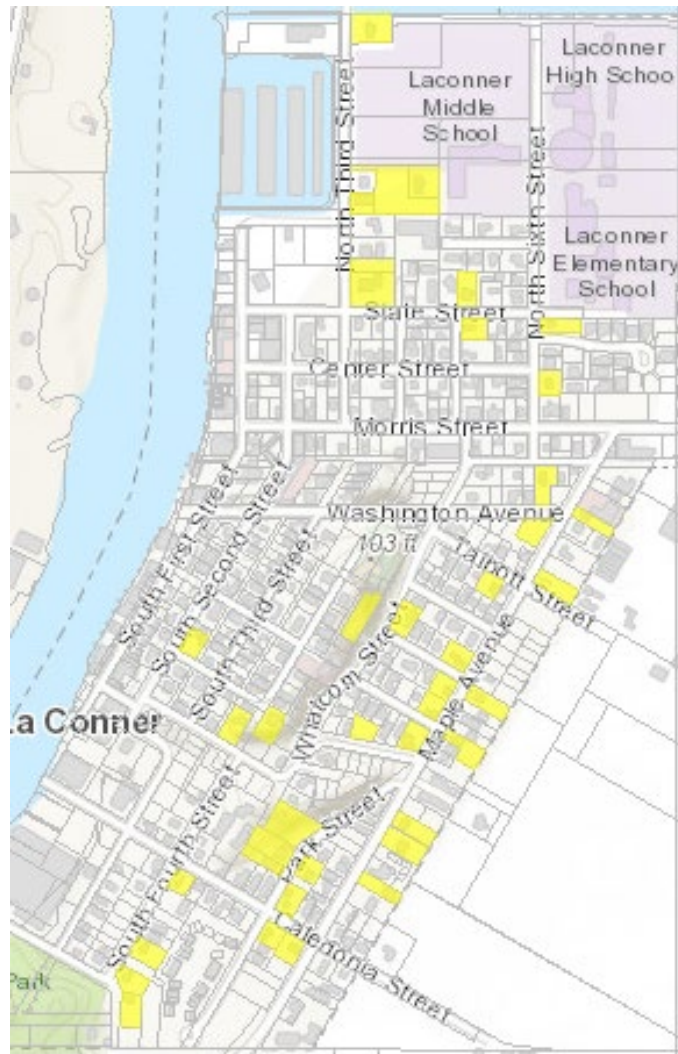 Laconner
High Schoo
Laconner
Middle
School
North Third Street
North Sixth Street
Laconner
Elementary
School
State Street
Center Street
Morris Street
Washington Avenue
103 ft
Talbott Street
South First Street
South Second Street
South Third Street
Whatcom Street
Maple Avenue
a Conner
Park Street
South Fourth Street
Caledonia Street
Park